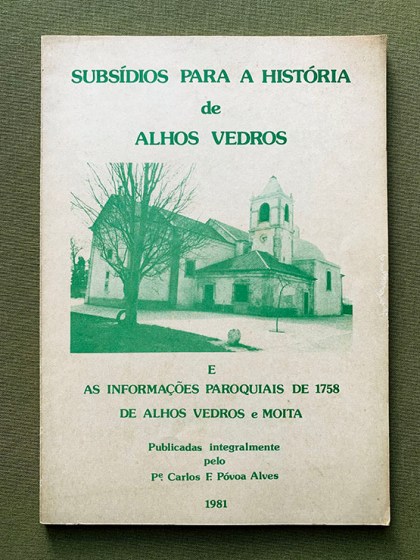 SUBSÍDIOS PARA A HISTÓRIA
de
ALHOS VEDROS
E
AS INFORMAÇÕES PAROQUIAIS DE 1758
DE ALHOS VEDROS e MOITA
Publicadas integralmente
pelo
Pe. Carlos F. Póvoa Alves
1981